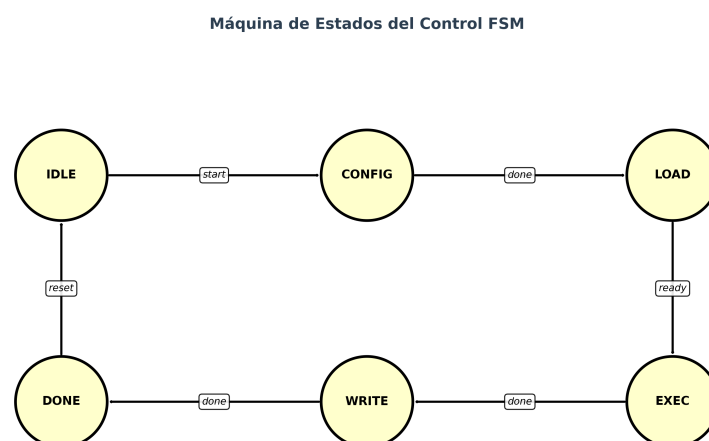 Máquina de Estados del Control FSM
IDLE
start
CONFIG
done
LOAD
reset
ready
DONE
done
WRITE
done
EXEC